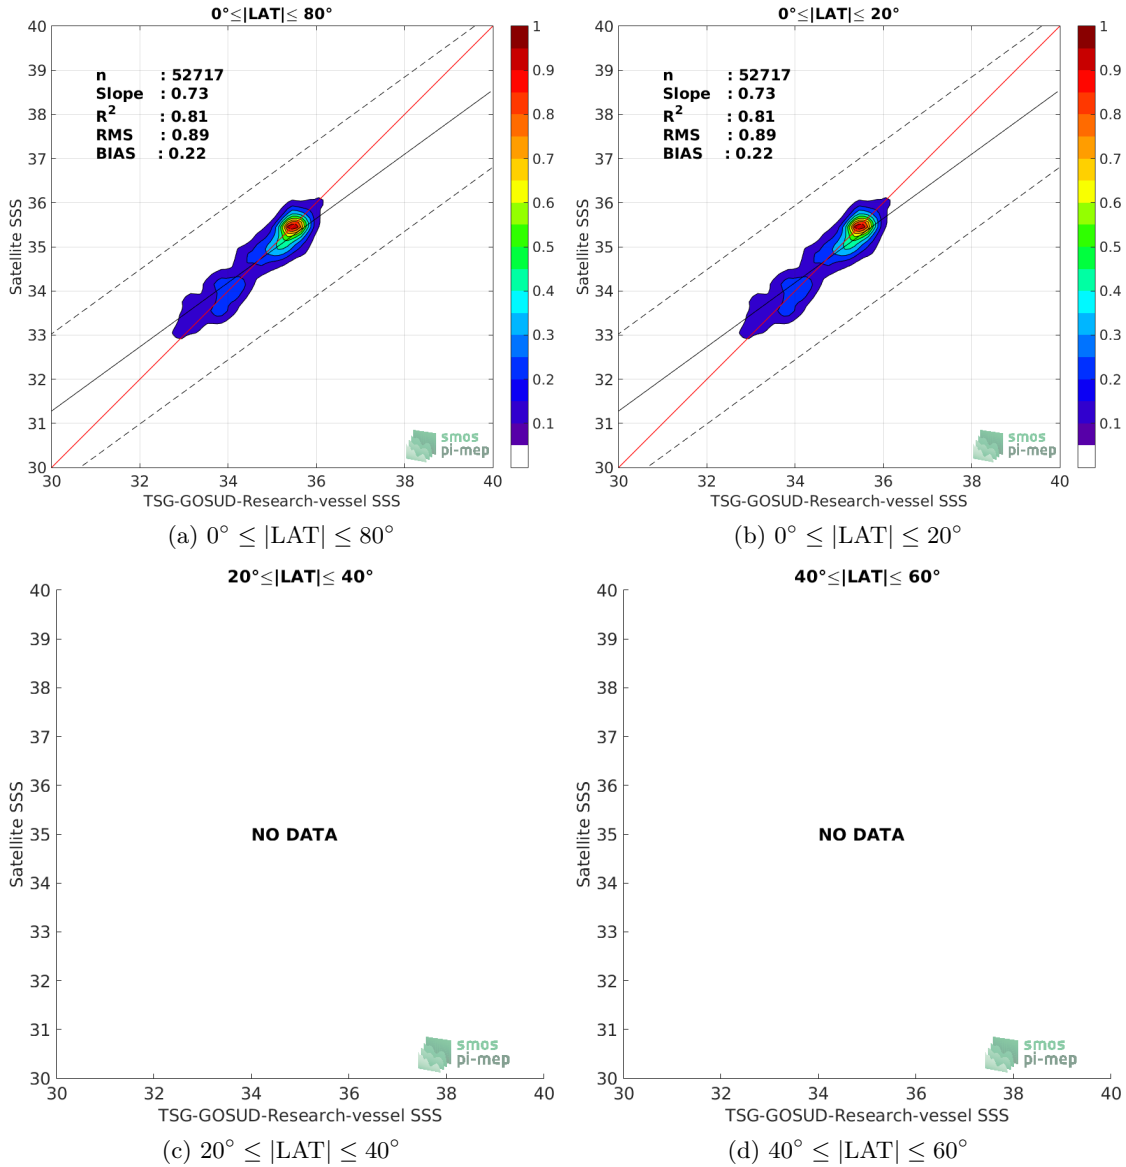 0°≤|LAT|≤ 80°
40
39
38
37
36
35
34
33
32
31
30
Satellite SSS
n : 52717
Slope : 0.73
R² : 0.81
RMS : 0.89
BIAS : 0.22
smos
pi-mep
30 32 34 36 38 40
TSG-GOSUD-Research-vessel SSS
1
0.9
0.8
0.7
0.6
0.5
0.4
0.3
0.2
0.1
(a) 0° ≤ |LAT| ≤ 80°
0°≤|LAT|≤ 20°
40
39
38
37
36
35
34
33
32
31
30
Satellite SSS
n : 52717
Slope : 0.73
R² : 0.81
RMS : 0.89
BIAS : 0.22
smos
pi-mep
30 32 34 36 38 40
TSG-GOSUD-Research-vessel SSS
1
0.9
0.8
0.7
0.6
0.5
0.4
0.3
0.2
0.1
(b) 0° ≤ |LAT| ≤ 20°
20°≤|LAT|≤ 40°
40
39
38
37
36
35
34
33
32
31
30
Satellite SSS
NO DATA
smos
pi-mep
30 32 34 36 38 40
TSG-GOSUD-Research-vessel SSS
(c) 20° ≤ |LAT| ≤ 40°
40°≤|LAT|≤ 60°
40
39
38
37
36
35
34
33
32
31
30
Satellite SSS
NO DATA
smos
pi-mep
30 32 34 36 38 40
TSG-GOSUD-Research-vessel SSS
(d) 40° ≤ |LAT| ≤ 60°